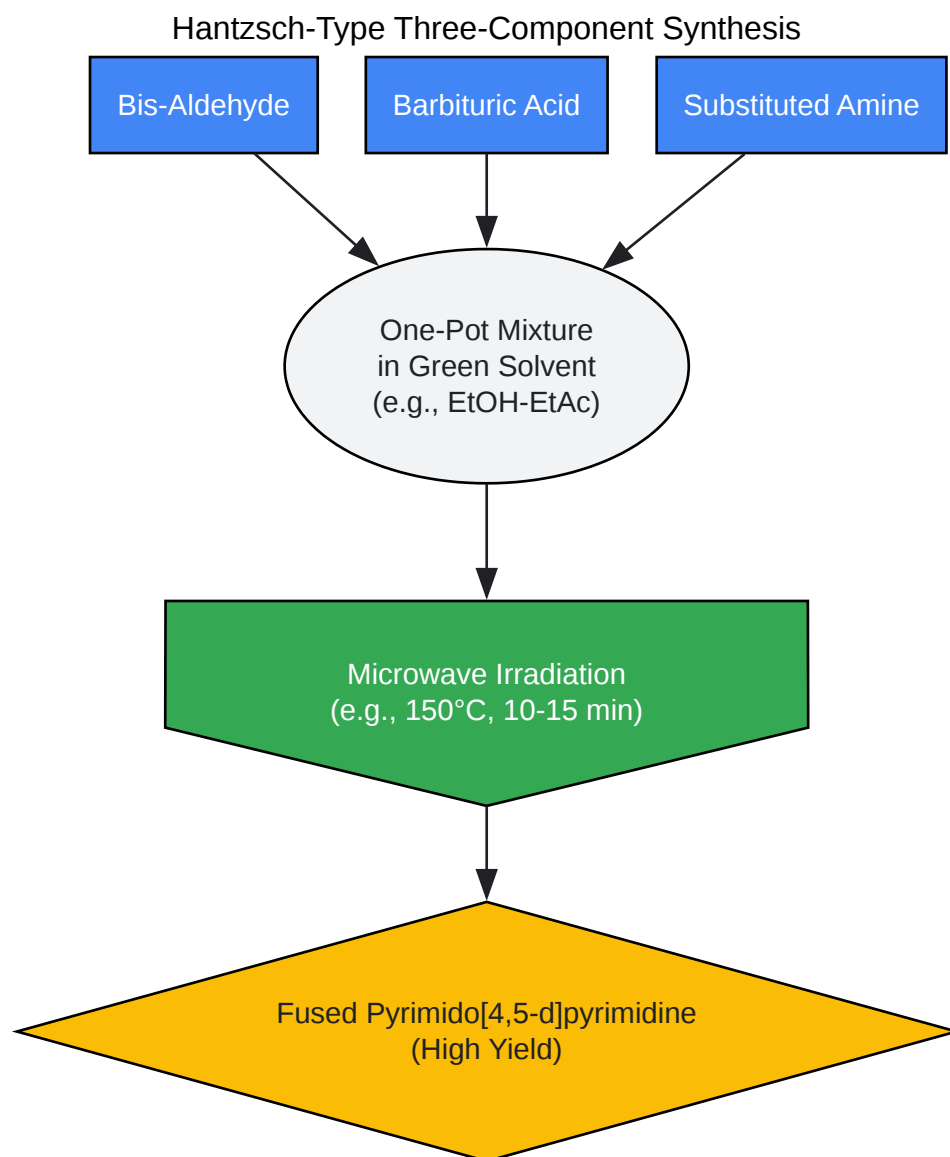 Hantzsch-Type Three-Component Synthesis
Bis-Aldehyde
Barbituric Acid
Substituted Amine
One-Pot Mixture
in Green Solvent
(e.g., EtOH-EtAc)
Microwave Irradiation
(e.g., 150°C, 10-15 min)
Fused Pyrimido[4,5-d]pyrimidine
(High Yield)